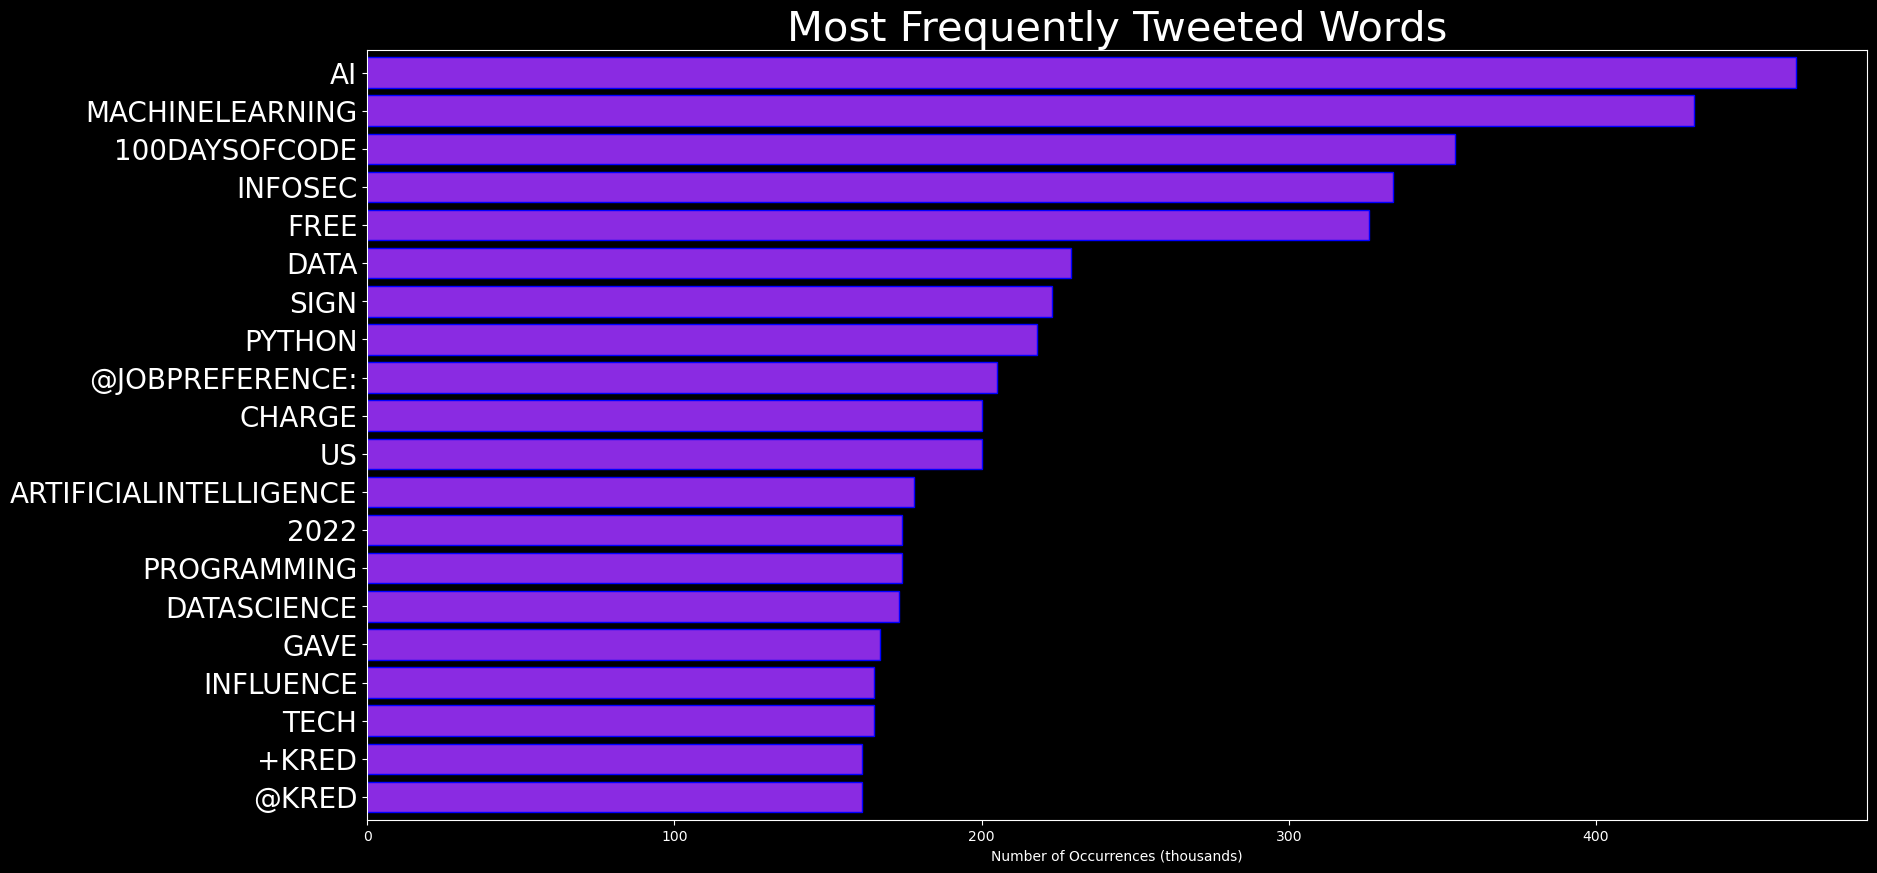 Most Frequently Tweeted Words
AI
MACHINELEARNING
100DAYSOFCODE
INFOSEC
FREE
DATA
SIGN
PYTHON
@JOBPREFERENCE:
CHARGE
US
ARTIFICIALINTELLIGENCE
2022
PROGRAMMING
DATASCIENCE
GAVE
INFLUENCE
TECH
+KRED
@KRED
0 100 200 300 400
Number of Occurrences (thousands)